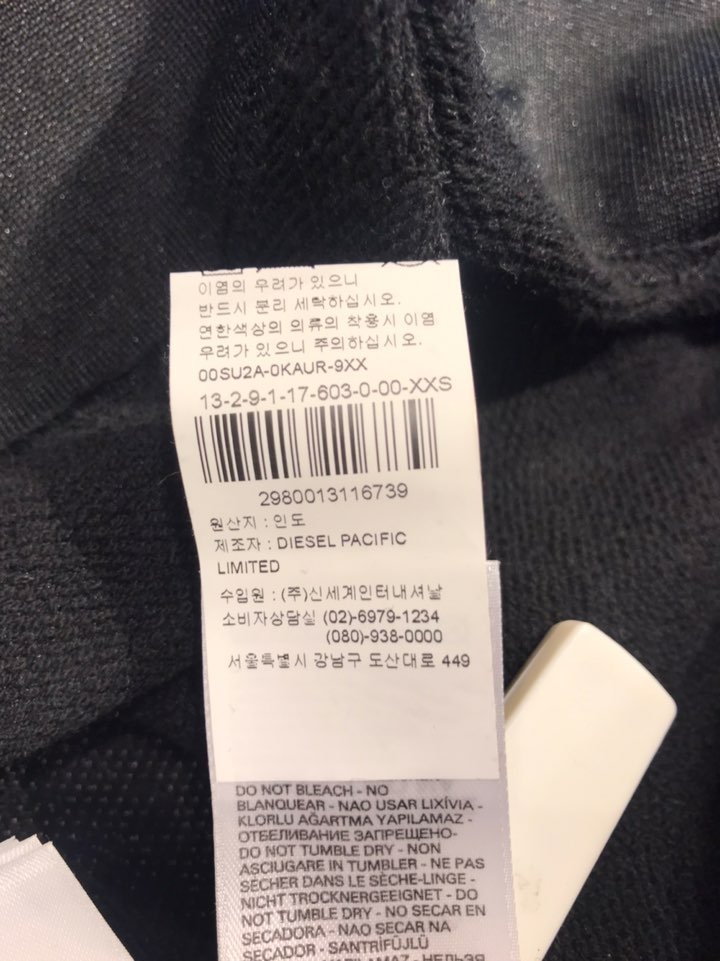 이염의 우려가 있으니
반드시 분리 세탁하십시오.
연한색상의 의류의 착용시 이염
우려가 있으니 주의하십시오.
00SU2A-0KAUR-9XX
13-2-9-1-17-603-0-00-XXS
2980013116739
원산지 : 인도
제조자 : DIESEL PACIFIC
LIMITED
수입원 : (주)신세계인터내셔날
소비자상담실 (02)-6979-1234
(080)-938-0000
서울특별시 강남구 도산대로 449
DO NOT BLEACH - NO
BLANQUEAR - NAO USAR LIXÍVIA -
KLORLU AĞARTMA YAPILAMAZ -
ОТБЕЛИВАНИЕ ЗАПРЕЩЕНО-
DO NOT TUMBLE DRY - NON
ASCIUGARE IN TUMBLER - NE PAS
SÉCHER DANS LE SÈCHE-LINGE -
NICHT TROCKNERGEEIGNET - DO
NOT TUMBLE DRY - NO SECAR EN
SECADORA - NAO SECAR NA
SECADOR - SANTRİFÜJLÜ